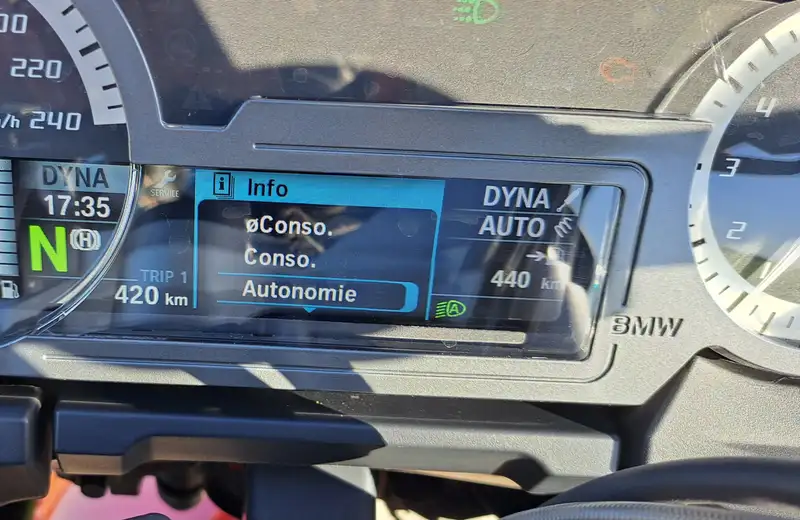 220
km/h 240
DYNA
17:35
N (H)
TRIP 1
420 km
SERVICE
i Info
øConso.
Conso.
Autonomie
DYNA
AUTO
440 km
A
BMW
4
3
2
1